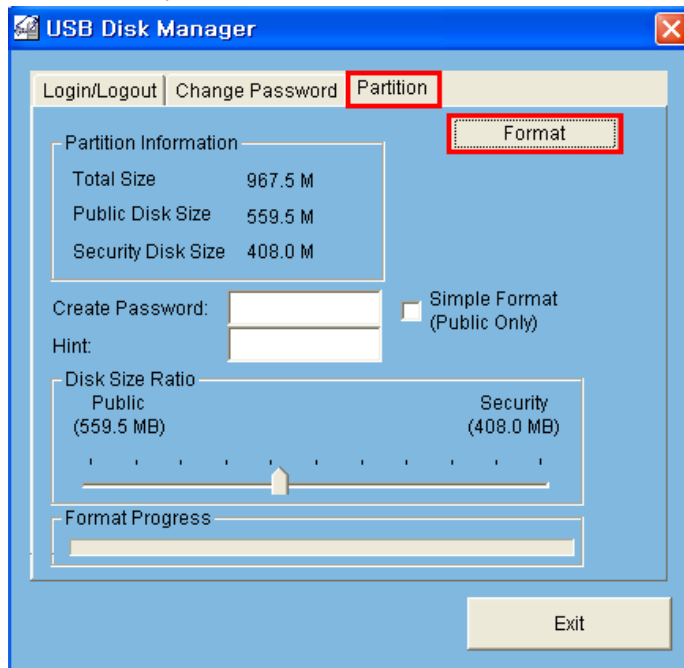 USB Disk Manager
Login/Logout Change Password Partition
Format
Partition Information
Total Size 967.5 M
Public Disk Size 559.5 M
Security Disk Size 408.0 M
Create Password:
Simple Format
(Public Only)
Hint:
Disk Size Ratio
Public Security
(559.5 MB) (408.0 MB)
Format Progress
Exit